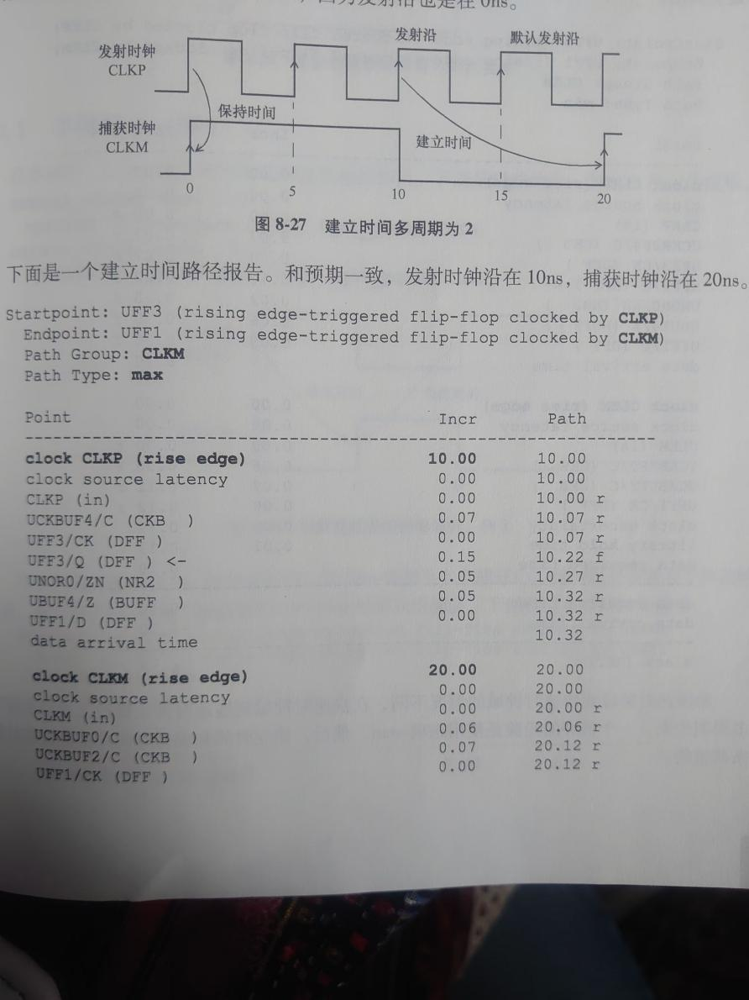 因为发射沿也是在 0ns。
发射时钟
CLKP
发射沿
默认发射沿
保持时间
捕获时钟
CLKM
建立时间
0 5 10 15 20
图 8-27 建立时间多周期为 2
下面是一个建立时间路径报告。和预期一致，发射时钟沿在 10ns，捕获时钟沿在 20ns。
Startpoint: UFF3 (rising edge-triggered flip-flop clocked by CLKP)
Endpoint: UFF1 (rising edge-triggered flip-flop clocked by CLKM)
Path Group: CLKM
Path Type: max
Point Incr Path
clock CLKP (rise edge) 10.00 10.00
clock source latency 0.00 10.00
CLKP (in) 0.00 10.00 r
UCKBUF4/C (CKB ) 0.07 10.07 r
UFF3/CK (DFF ) 0.00 10.07 r
UFF3/Q (DFF ) <- 0.15 10.22 f
UNOR0/ZN (NR2 ) 0.05 10.27 r
UBUF4/Z (BUFF ) 0.05 10.32 r
UFF1/D (DFF ) 0.00 10.32 r
data arrival time 10.32
clock CLKM (rise edge) 20.00 20.00
clock source latency 0.00 20.00
CLKM (in) 0.00 20.00 r
UCKBUF0/C (CKB ) 0.06 20.06 r
UCKBUF2/C (CKB ) 0.07 20.12 r
UFF1/CK (DFF ) 0.00 20.12 r